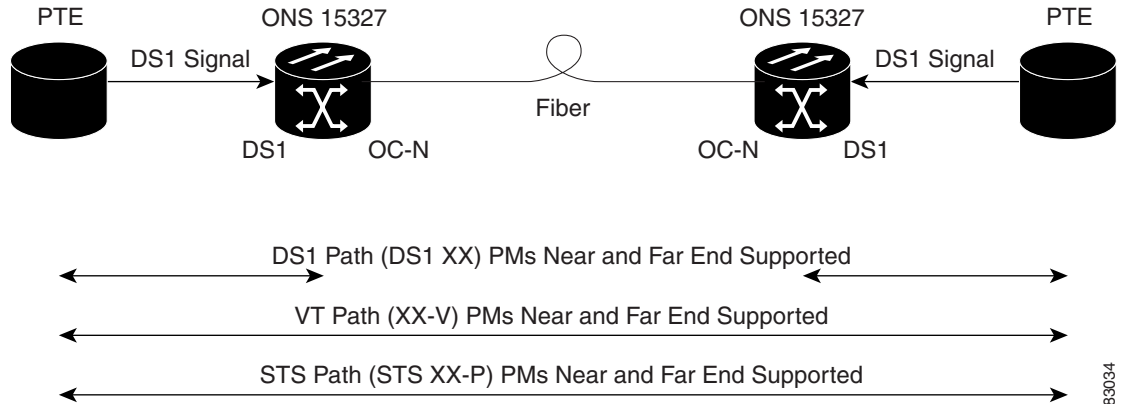 PTE
ONS 15327
ONS 15327
PTE
DS1 Signal
DS1 Signal
Fiber
DS1
OC-N
OC-N
DS1
DS1 Path (DS1 XX) PMs Near and Far End Supported
VT Path (XX-V) PMs Near and Far End Supported
STS Path (STS XX-P) PMs Near and Far End Supported
83034